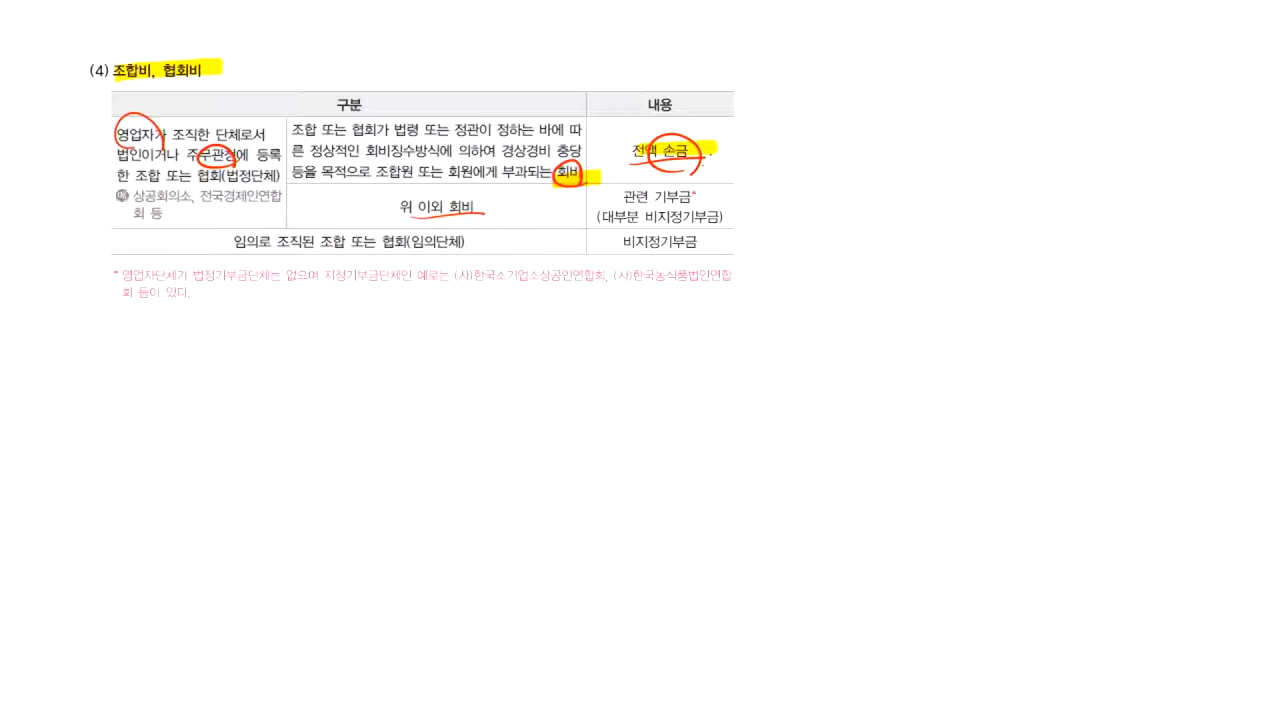 (4) 조합비, 협회비
구분 내용
영업자가 조직한 단체로서
법인이거나 주무관청에 등록
한 조합 또는 협회(법정단체)
예 상공회의소, 전국경제인연합
회 등
조합 또는 협회가 법령 또는 정관이 정하는 바에 따
른 정상적인 회비징수방식에 의하여 경상경비 충당
등을 목적으로 조합원 또는 회원에게 부과되는 회비
전액 손금
위 이외 회비
관련 기부금*
(대부분 비지정기부금)
임의로 조직된 조합 또는 협회(임의단체) 비지정기부금
* 영업자단체가 법정기부금단체는 없으며 지정기부금단체인 예로는 (사)한국소기업소상공인연합회, (사)한국농식품법인연합
회 등이 있다.